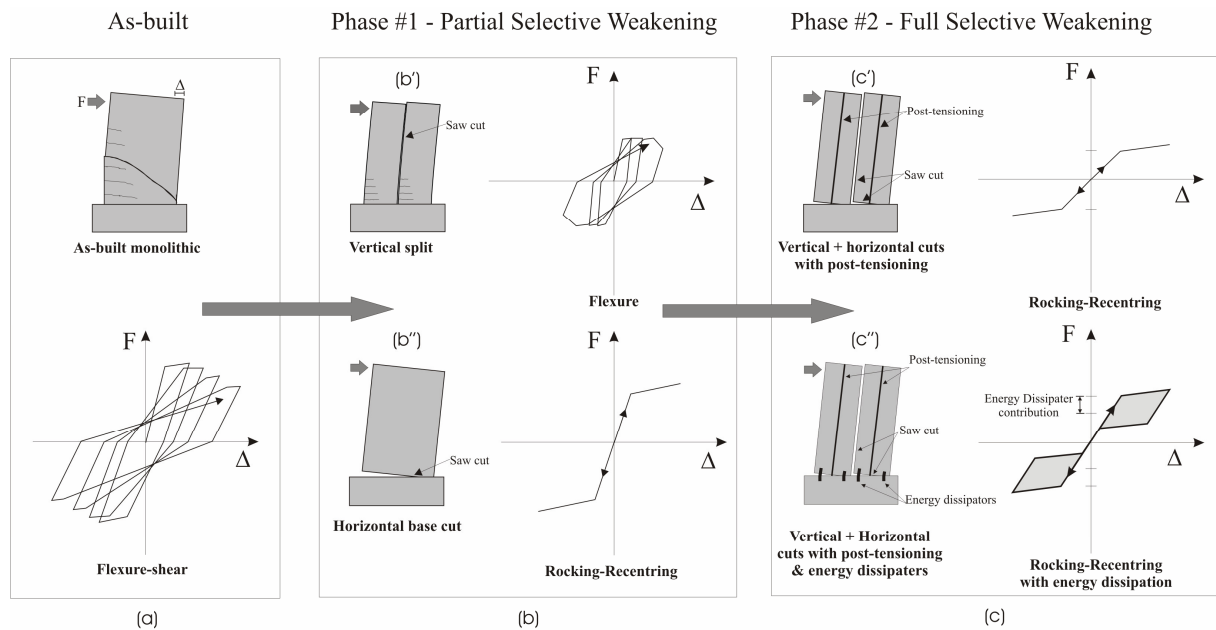 As-built
Phase #1 - Partial Selective Weakening
Phase #2 - Full Selective Weakening
F
Δ
As-built monolithic
F
Δ
Flexure-shear
(a)
(b')
Saw cut
Vertical split
F
Δ
Flexure
(b'')
Saw cut
Horizontal base cut
F
Δ
Rocking-Recentring
(b)
(c')
Post-tensioning
Saw cut
Vertical + horizontal cuts
with post-tensioning
F
Δ
Rocking-Recentring
(c'')
Post-tensioning
Saw cut
Energy dissipators
Vertical + Horizontal
cuts with post-tensioning
& energy dissipaters
F
Energy Dissipater
contribution
Δ
Rocking-Recentring
with energy dissipation
(c)